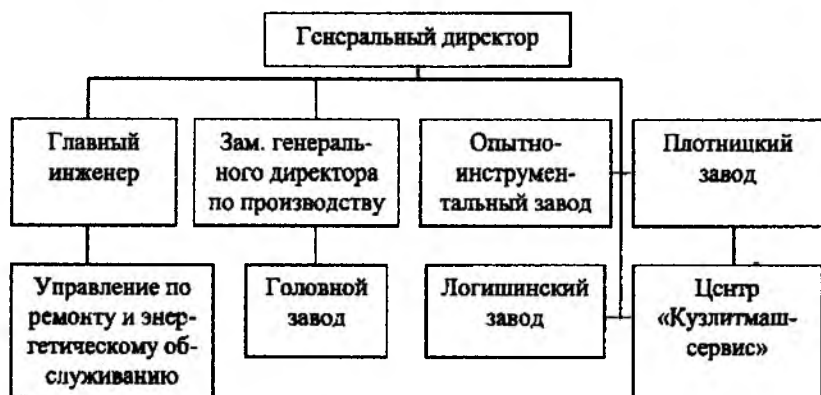 Генеральный директор
Главный
инженер
Зам. генераль-
ного директора
по производству
Опытно-
инструмен-
тальный завод
Плотницкий
завод
Управление по
ремонту и энер-
гетическому об-
служиванию
Головной
завод
Логишинский
завод
Центр
«Кузлитмаш-
сервис»